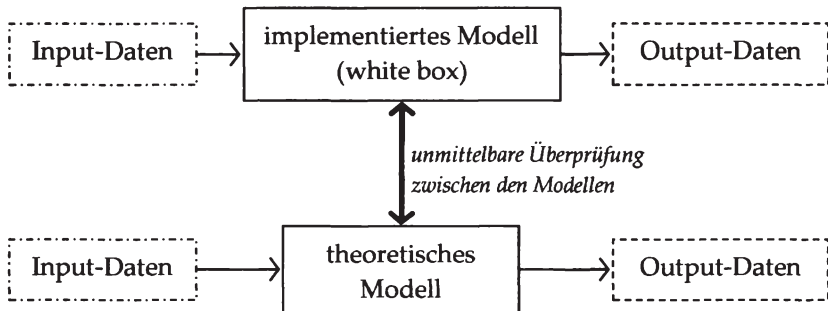 Input-Daten
implementiertes Modell
(white box)
Output-Daten
unmittelbare Überprüfung
zwischen den Modellen
Input-Daten
theoretisches
Modell
Output-Daten